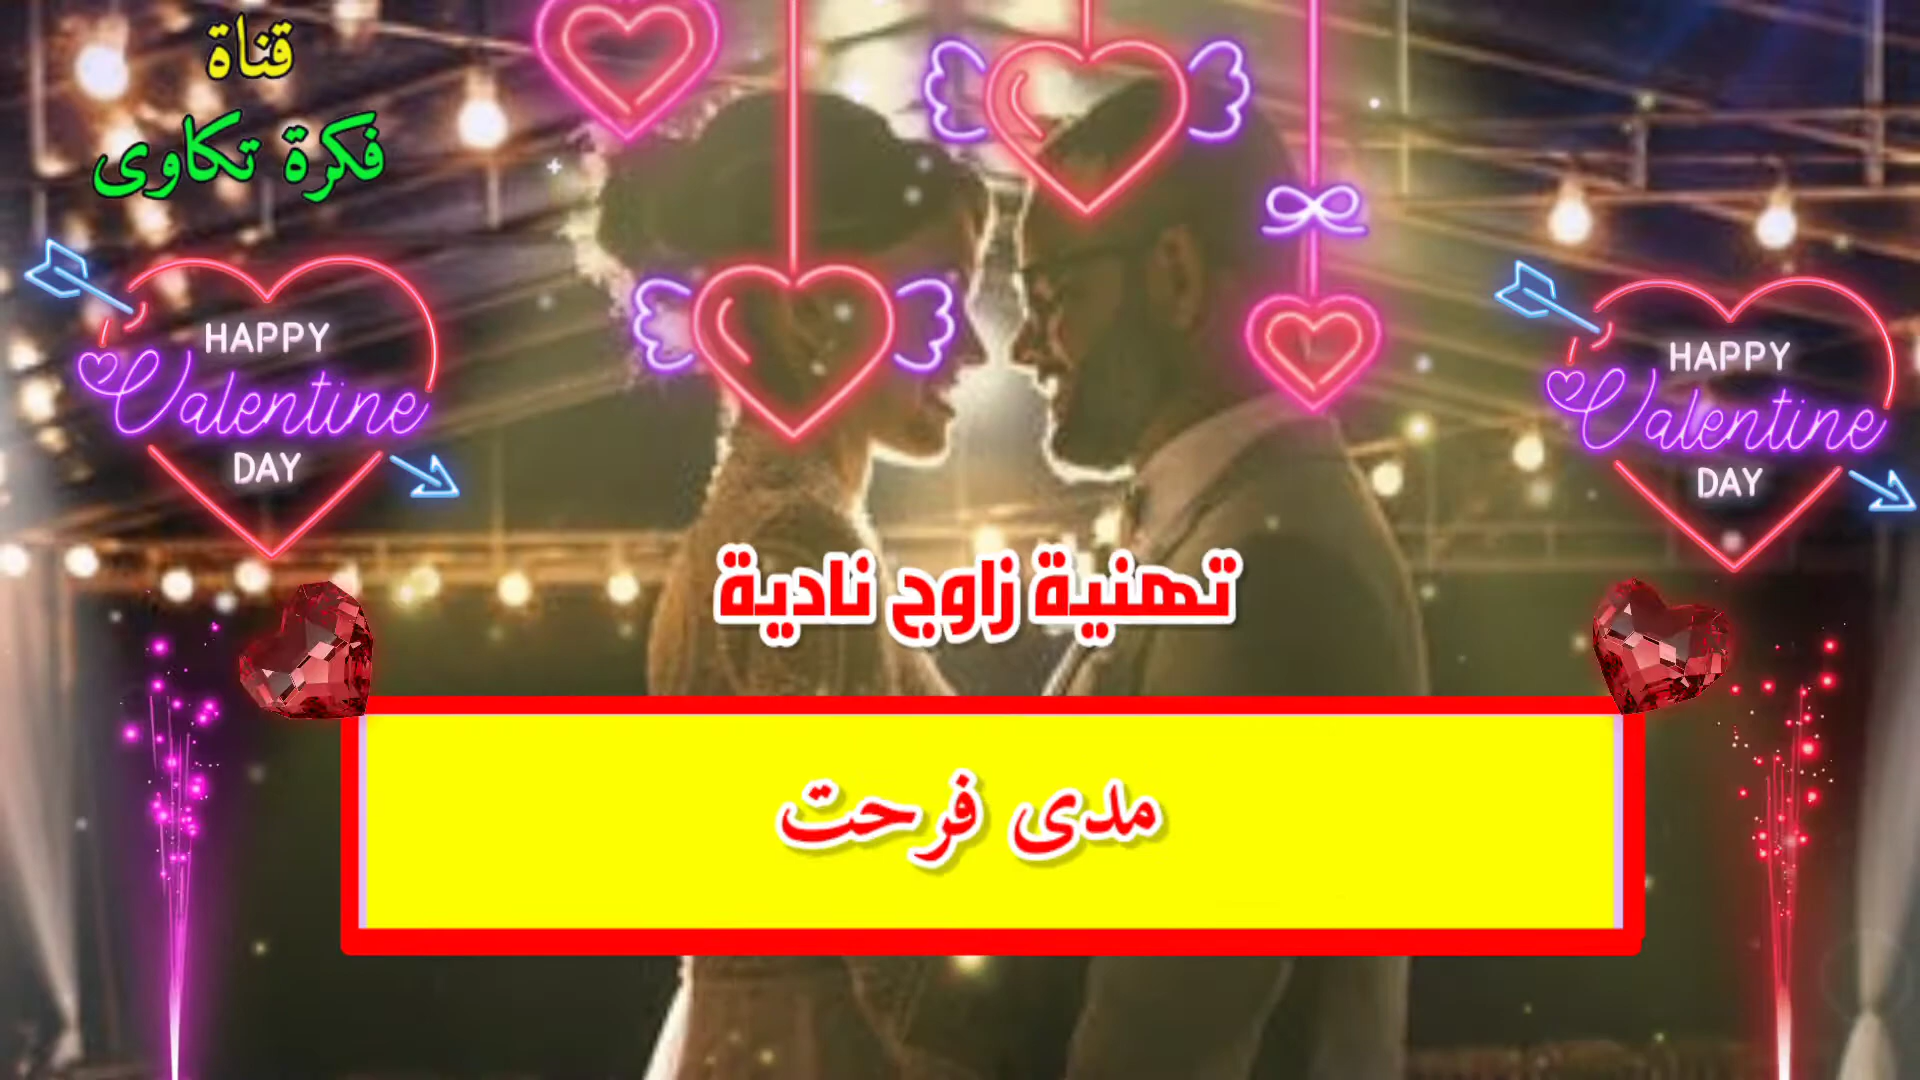 قناة
فكرة تكاوى
HAPPY
Valentine
DAY
HAPPY
Valentine
DAY
تهنية زاوج نادية
مدى فرحت